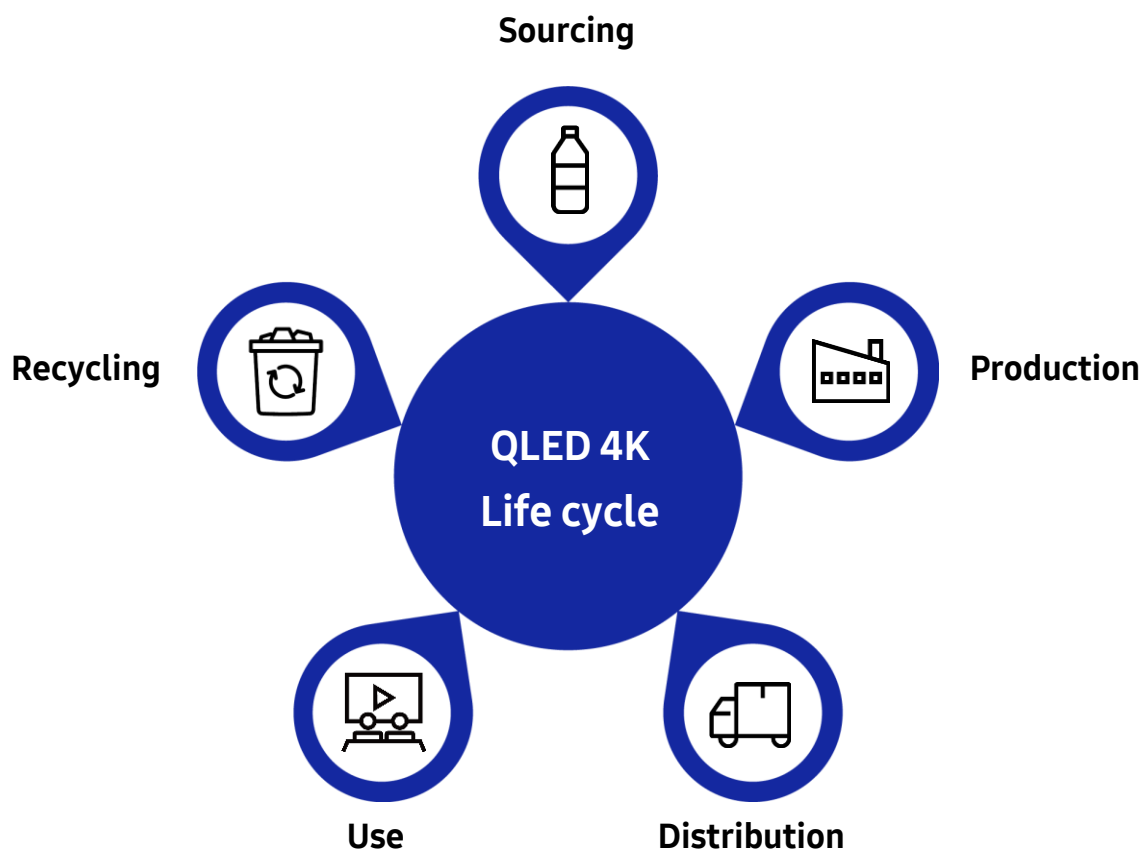 Sourcing
Recycling
Production
QLED 4K
Life cycle
Use
Distribution